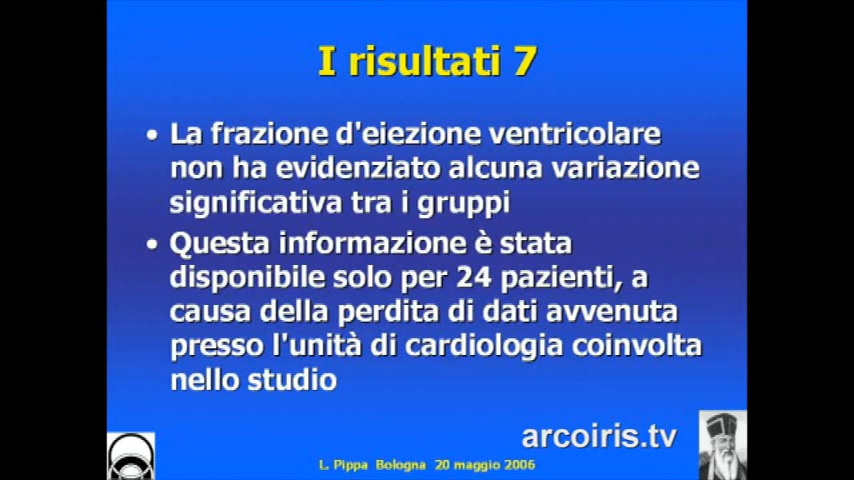 I risultati 7
• La frazione d'eiezione ventricolare
non ha evidenziato alcuna variazione
significativa tra i gruppi
• Questa informazione è stata
disponibile solo per 24 pazienti, a
causa della perdita di dati avvenuta
presso l'unità di cardiologia coinvolta
nello studio
arcoiris.tv
L. Pippa Bologna 20 maggio 2006